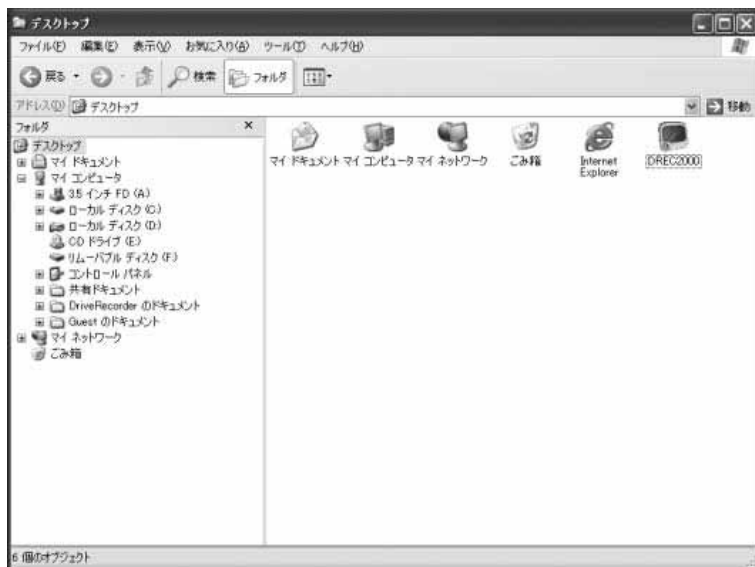 デスクトップ
ファイル(F) 編集(E) 表示(V) お気に入り(A) ツール(T) ヘルプ(H)
戻る 検索 フォルダ
アドレス(D) デスクトップ 移動
フォルダ ×
デスクトップ
マイ ドキュメント
マイ コンピュータ
3.5 インチ FD (A)
ローカル ディスク (C)
ローカル ディスク (D)
CD ドライブ (E)
リムーバブル ディスク (F)
コントロール パネル
共有ドキュメント
DriveRecorder のドキュメント
Guest のドキュメント
マイ ネットワーク
ごみ箱
マイ ドキュメント マイ コンピュータ マイ ネットワーク ごみ箱 Internet Explorer DREC2000
6 個のオブジェクト